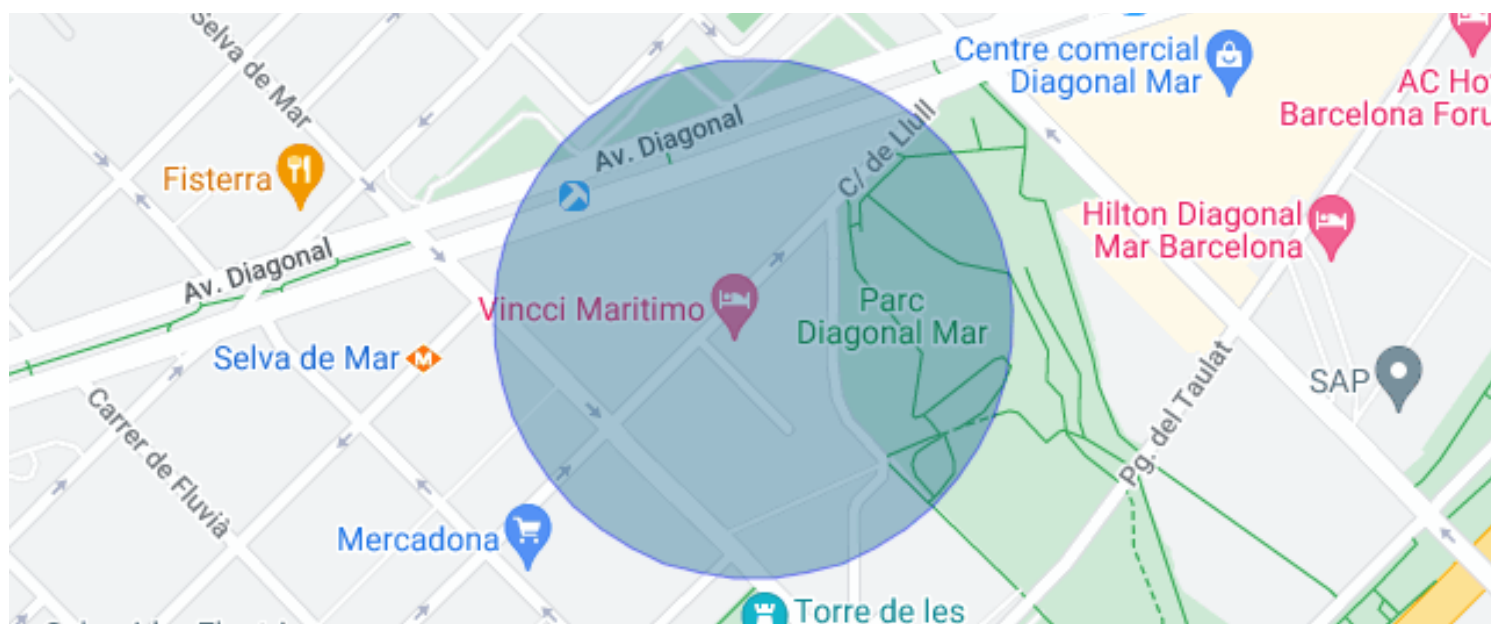 Selva de Mar
Centre comercial
Diagonal Mar
AC Ho
Barcelona Foru
Av. Diagonal
C/ de Llull
Fisterra
Hilton Diagonal
Mar Barcelona
Av. Diagonal
Vincci Maritimo
Parc
Diagonal Mar
Selva de Mar
M
SAP
Pg. del Taulat
Carrer de Fluvià
Mercadona
Torre de les